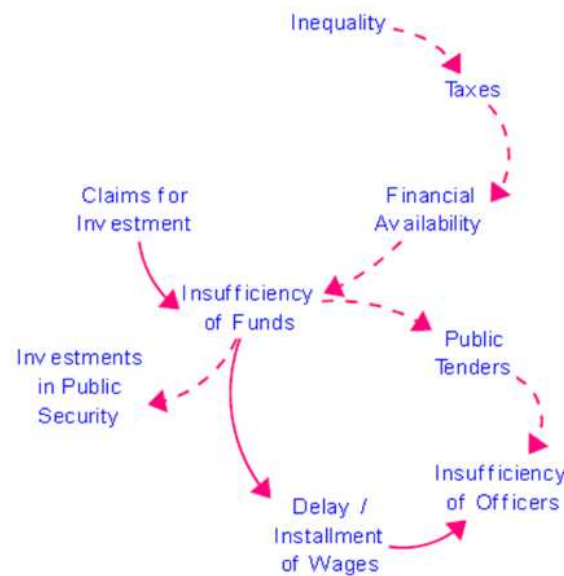 Inequality
Taxes
Claims for
Investment
Financial
Availability
Insufficiency
of Funds
Public
Tenders
Investments
in Public
Security
Insufficiency
of Officers
Delay /
Installment
of Wages